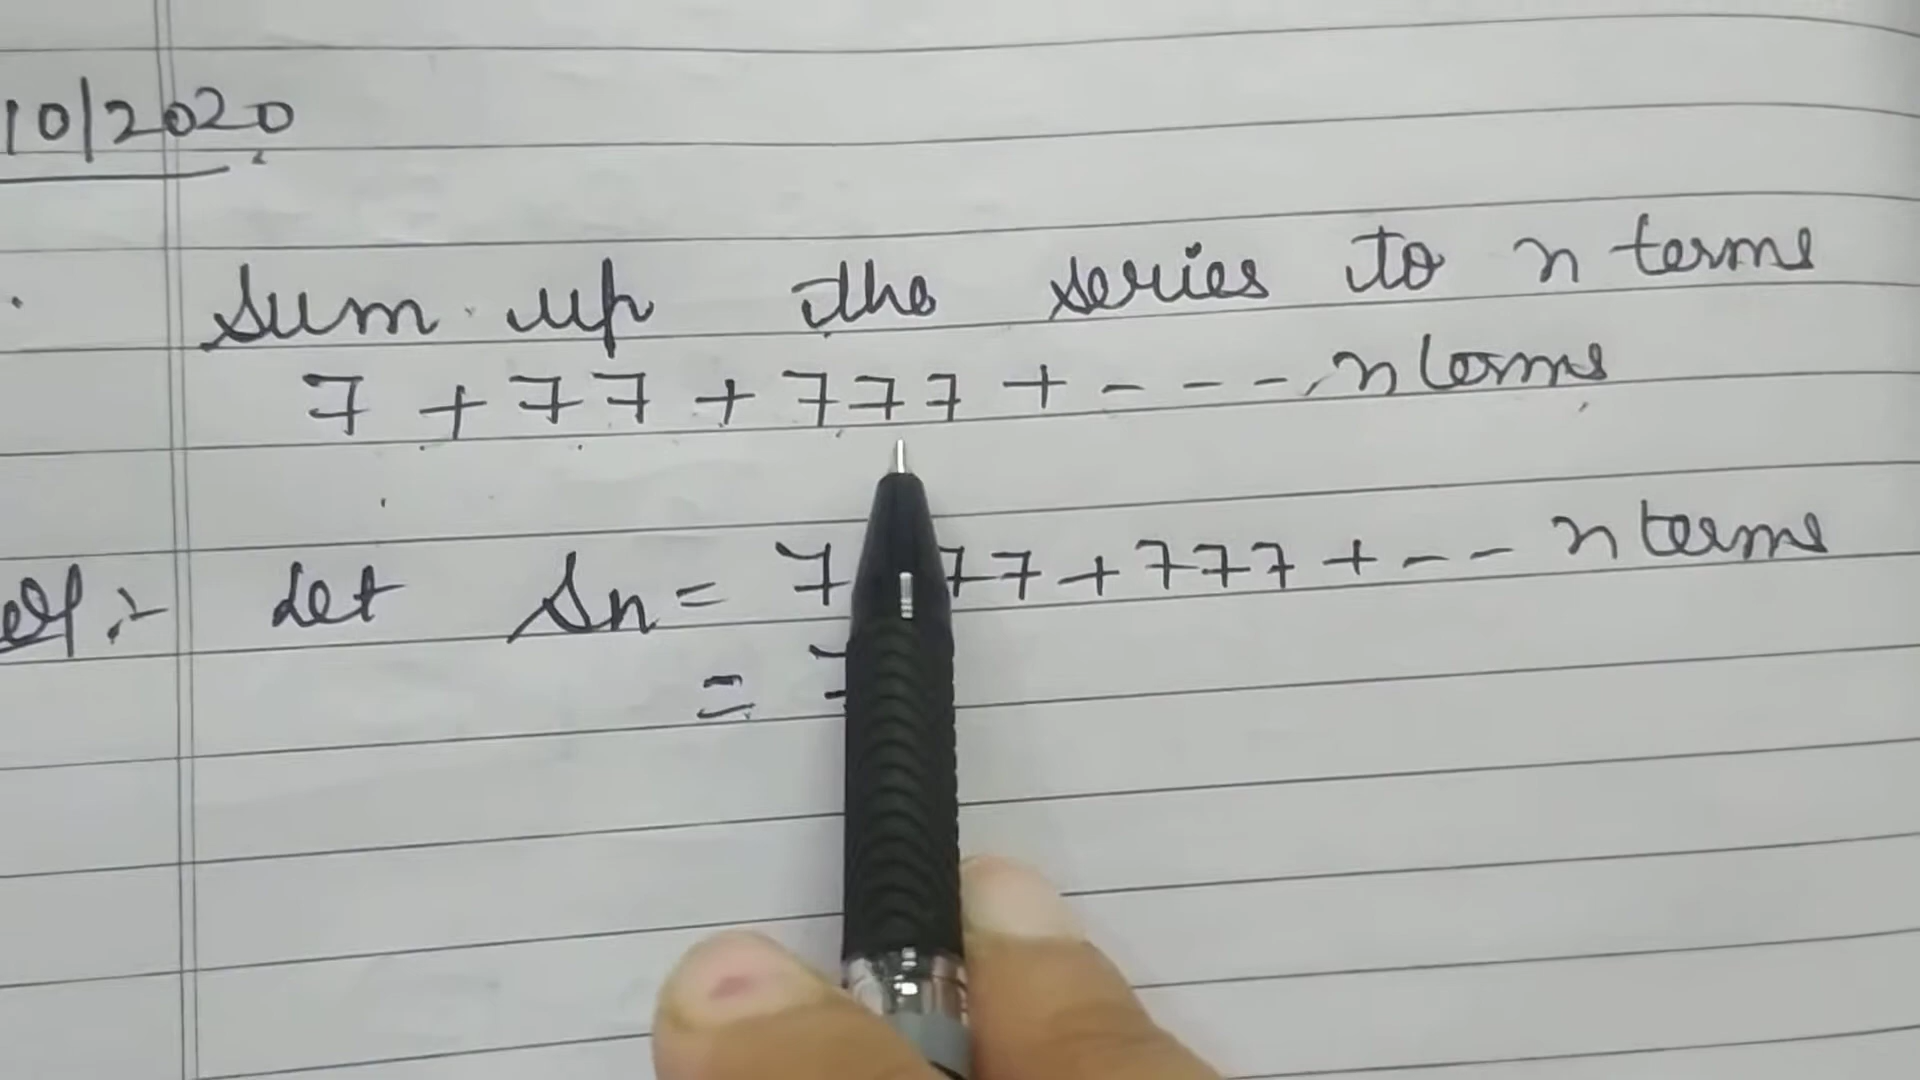 10/2020
Sum up the series to n terms
7 + 77 + 777 + - - - n terms
Let Sn = 7 77 + 777 + - - n terms
=